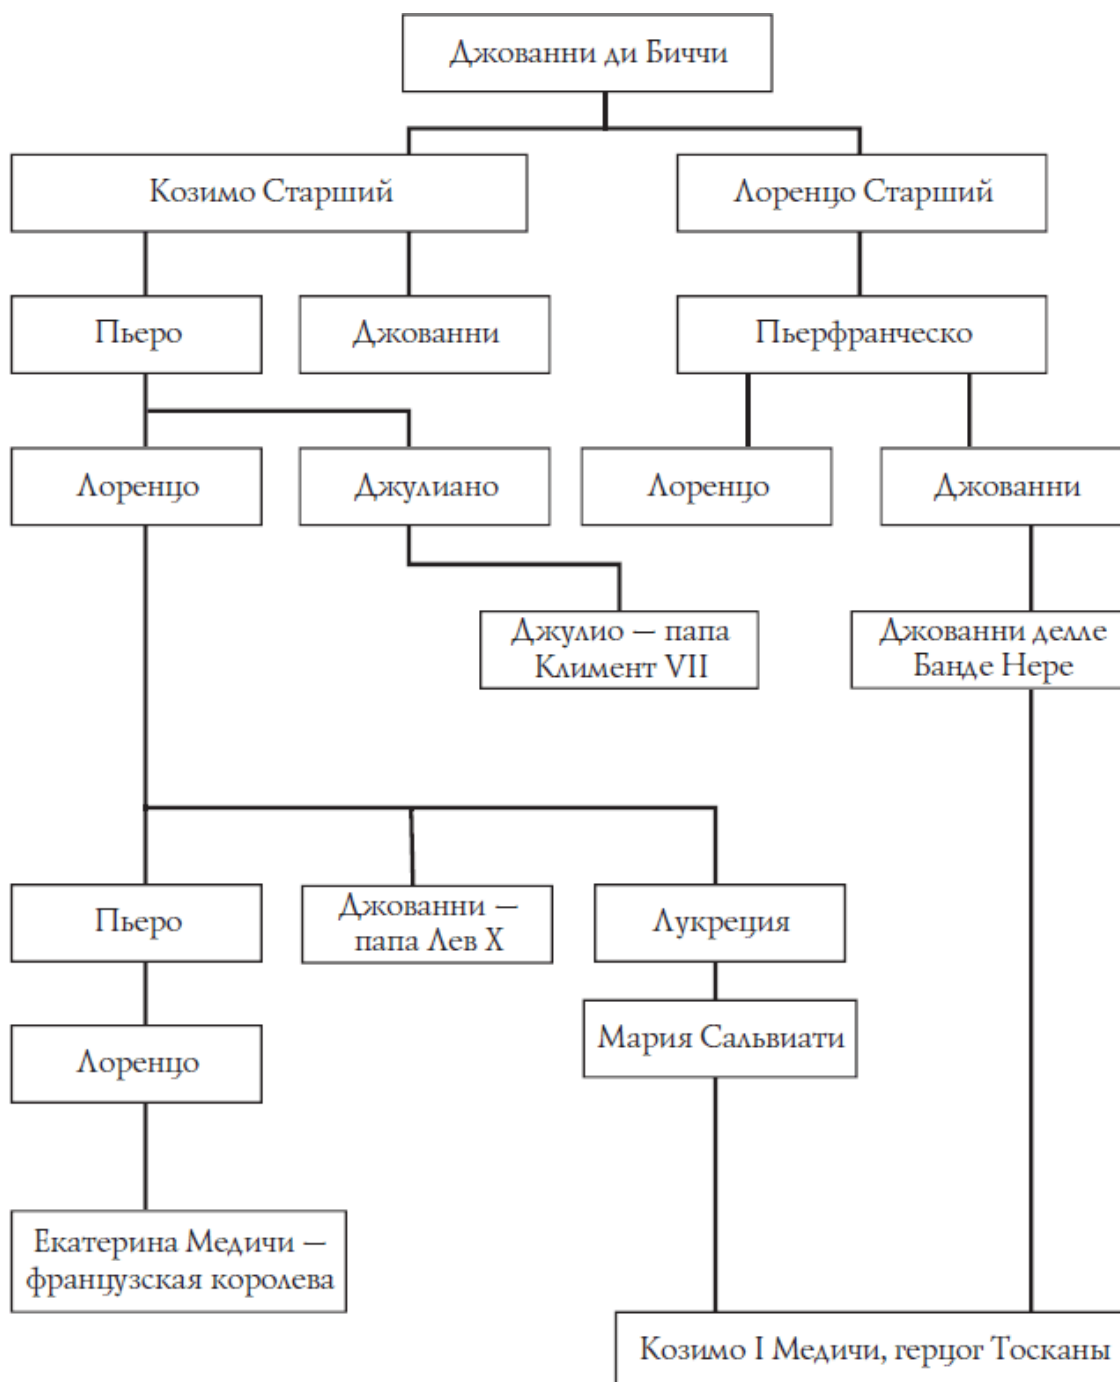 Джованни ди Биччи
Козимо Старший
Лоренцо Старший
Пьеро
Джованни
Пьерфранческо
Лоренцо
Джулиано
Лоренцо
Джованни
Джулио — папа
Климент VII
Джованни делле
Банде Нере
Пьеро
Джованни —
папа Лев X
Лукреция
Лоренцо
Мария Сальвиати
Екатерина Медичи —
французская королева
Козимо I Медичи, герцог Тосканы